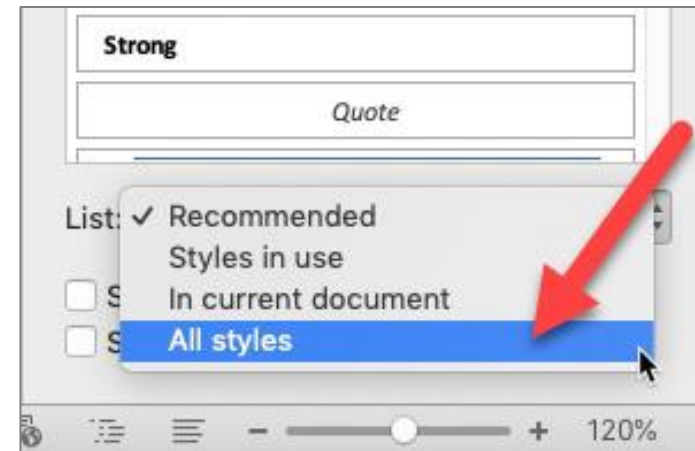 Strong
Quote
List: ✓ Recommended
Styles in use
S In current document
S All styles
- + 120%